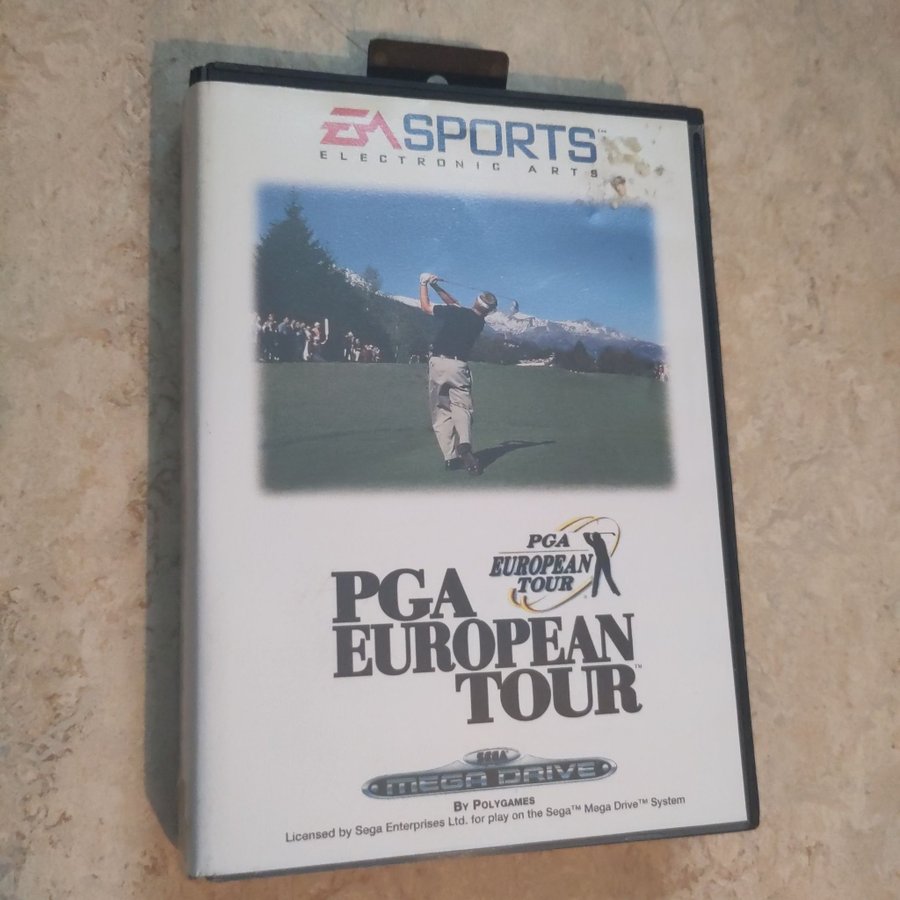 EA SPORTS™
ELECTRONIC ARTS
PGA
EUROPEAN
TOUR
PGA
EUROPEAN
TOUR™
SEGA
MEGA DRIVE
BY POLYGAMES
Licensed by Sega Enterprises Ltd. for play on the Sega™ Mega Drive™ System